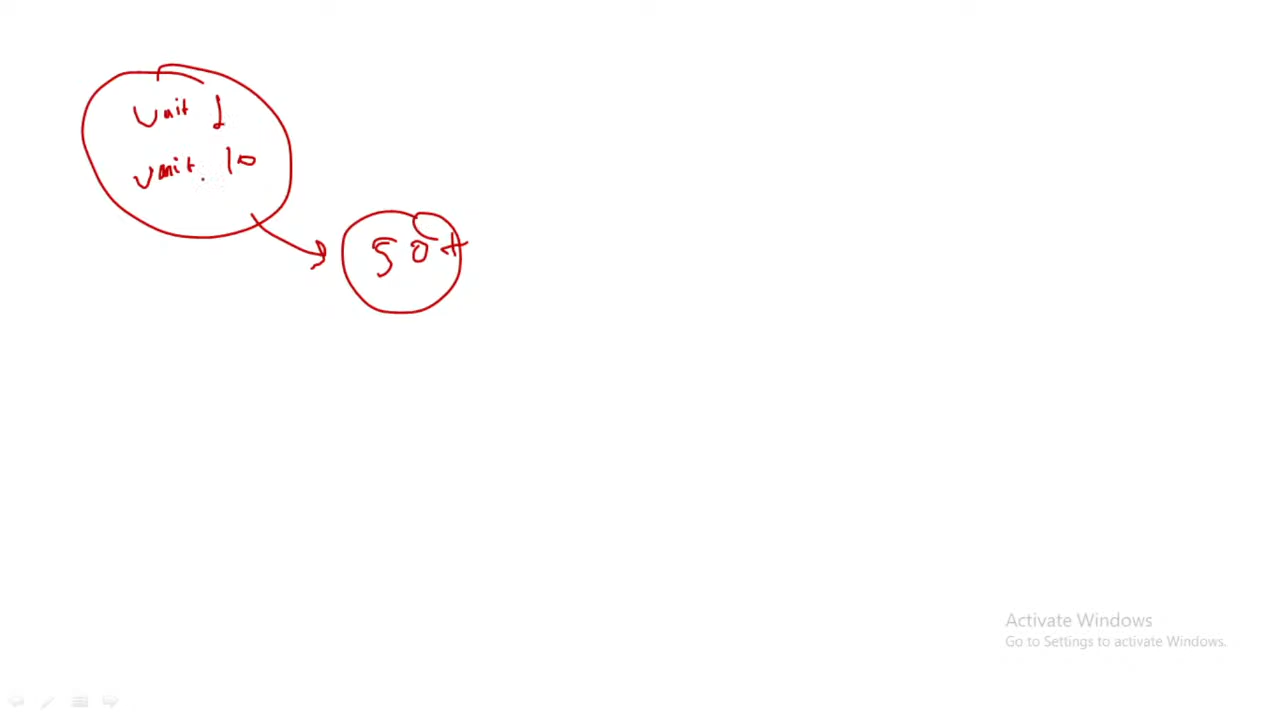 Unit 1
Unit 10
50+
Activate Windows
Go to Settings to activate Windows.